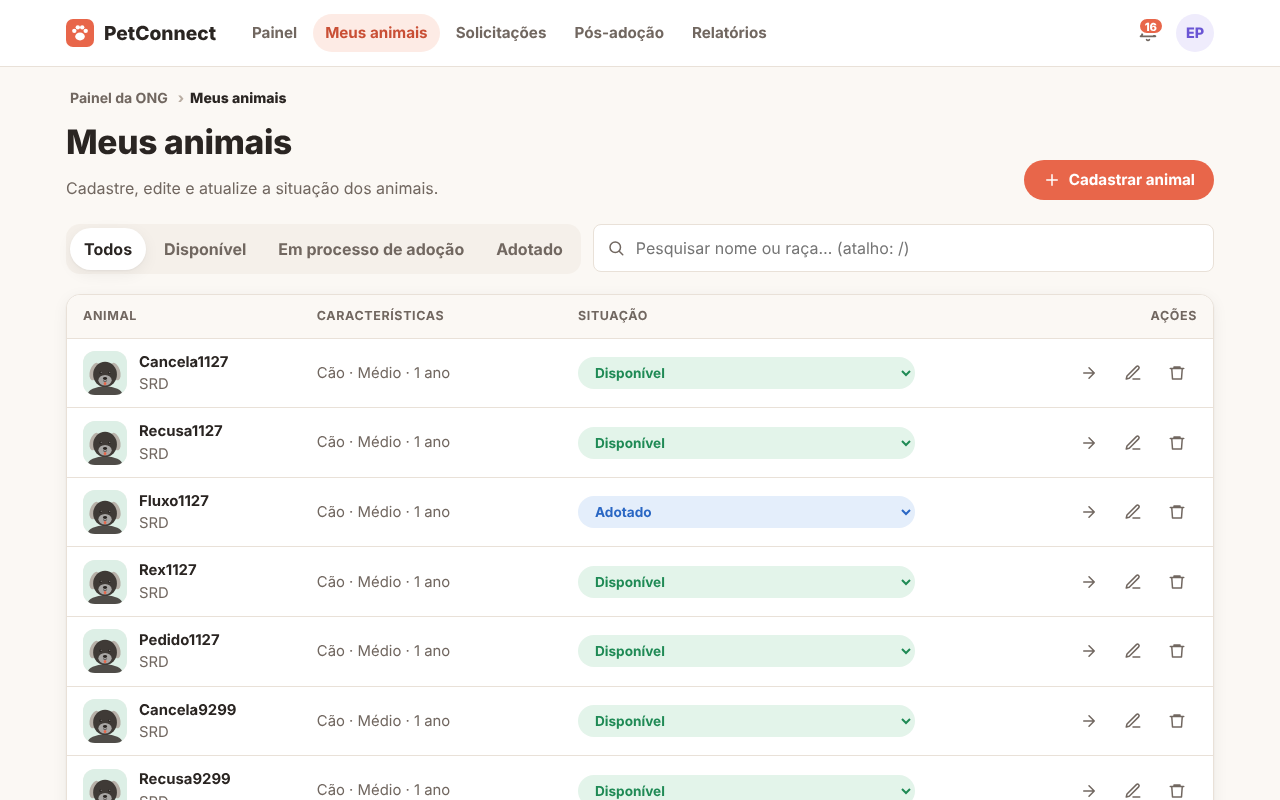 PetConnect
Painel
Meus animais
Solicitações
Pós-adoção
Relatórios
16
EP
Painel da ONG › Meus animais
Meus animais
Cadastre, edite e atualize a situação dos animais.
Cadastrar animal
Todos
Disponível
Em processo de adoção
Adotado
Pesquisar nome ou raça... (atalho: /)
ANIMAL
CARACTERÍSTICAS
SITUAÇÃO
AÇÕES
Cancela1127
SRD
Cão · Médio · 1 ano
Disponível
Recusa1127
SRD
Cão · Médio · 1 ano
Disponível
Fluxo1127
SRD
Cão · Médio · 1 ano
Adotado
Rex1127
SRD
Cão · Médio · 1 ano
Disponível
Pedido1127
SRD
Cão · Médio · 1 ano
Disponível
Cancela9299
SRD
Cão · Médio · 1 ano
Disponível
Recusa9299
SRD
Cão · Médio · 1 ano
Disponível